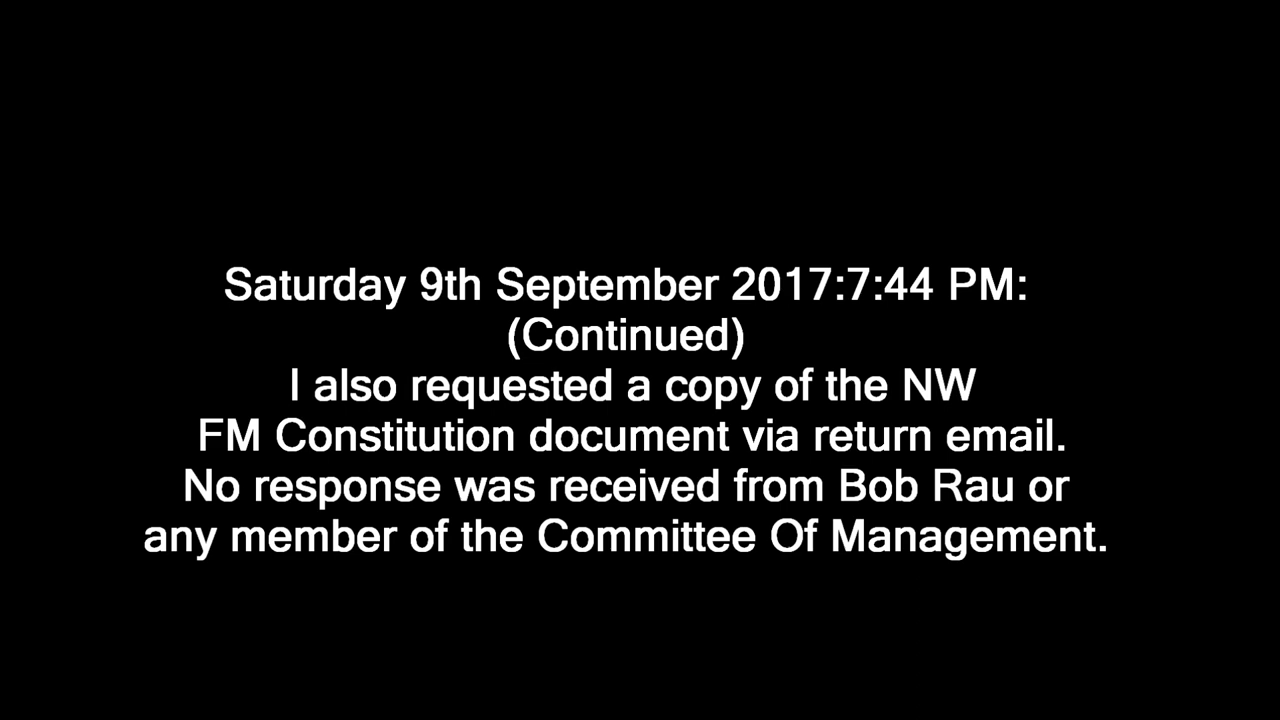 Saturday 9th September 2017:7:44 PM:
(Continued)
I also requested a copy of the NW
FM Constitution document via return email.
No response was received from Bob Rau or
any member of the Committee Of Management.